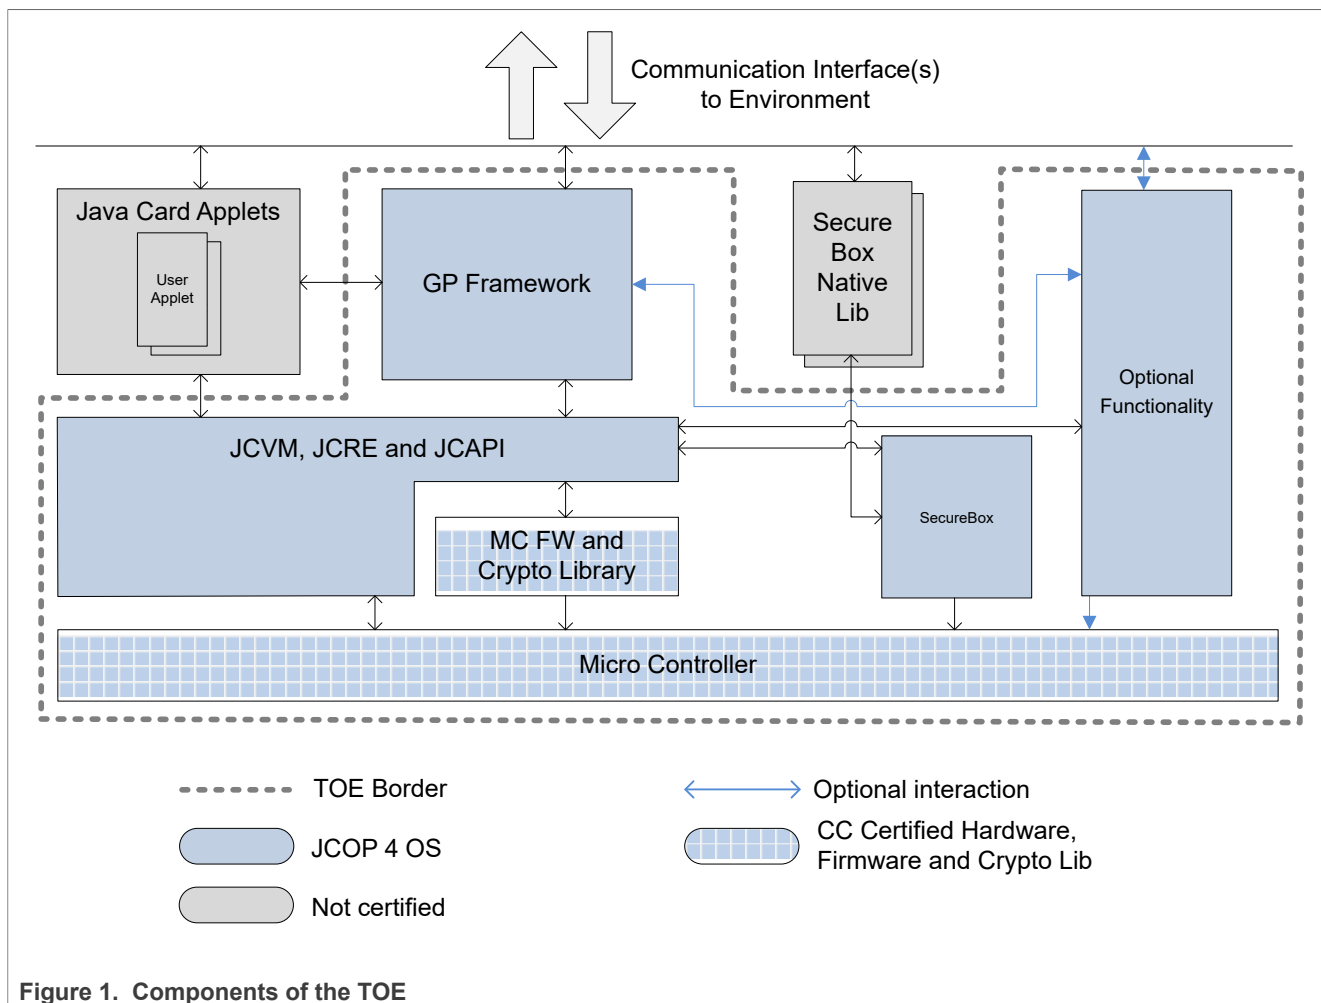 Communication Interface(s)
to Environment
Java Card Applets
User
Applet
GP Framework
Secure
Box
Native
Lib
Optional
Functionality
JCVM, JCRE and JCAPI
SecureBox
MC FW and
Crypto Library
Micro Controller
TOE Border
Optional interaction
JCOP 4 OS
CC Certified Hardware,
Firmware and Crypto Lib
Not certified
Figure 1. Components of the TOE